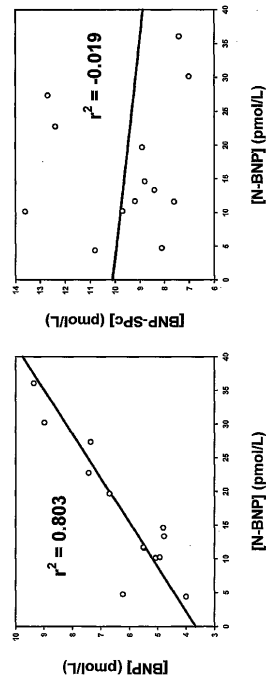 [BNP] (pmol/L)
10
9
8
7
6
5
4
3
r² = 0.803
0 5 10 15 20 25 30 35 40
[N-BNP] (pmol/L)
[BNP-SPc] (pmol/L)
14
13
12
11
10
9
8
7
6
5
r² = -0.019
0 5 10 15 20 25 30 35 40
[N-BNP] (pmol/L)